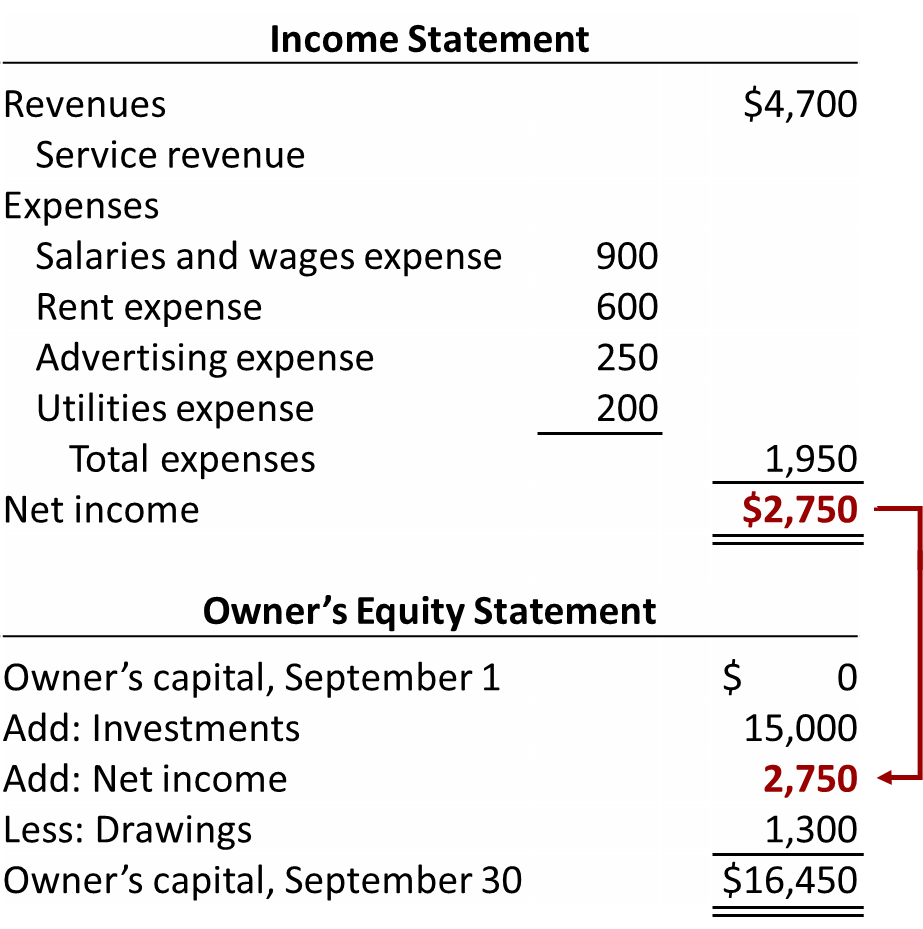 Income Statement
Revenues $4,700
Service revenue
Expenses
Salaries and wages expense 900
Rent expense 600
Advertising expense 250
Utilities expense 200
Total expenses 1,950
Net income $2,750
Owner’s Equity Statement
Owner’s capital, September 1 $ 0
Add: Investments 15,000
Add: Net income 2,750
Less: Drawings 1,300
Owner’s capital, September 30 $16,450